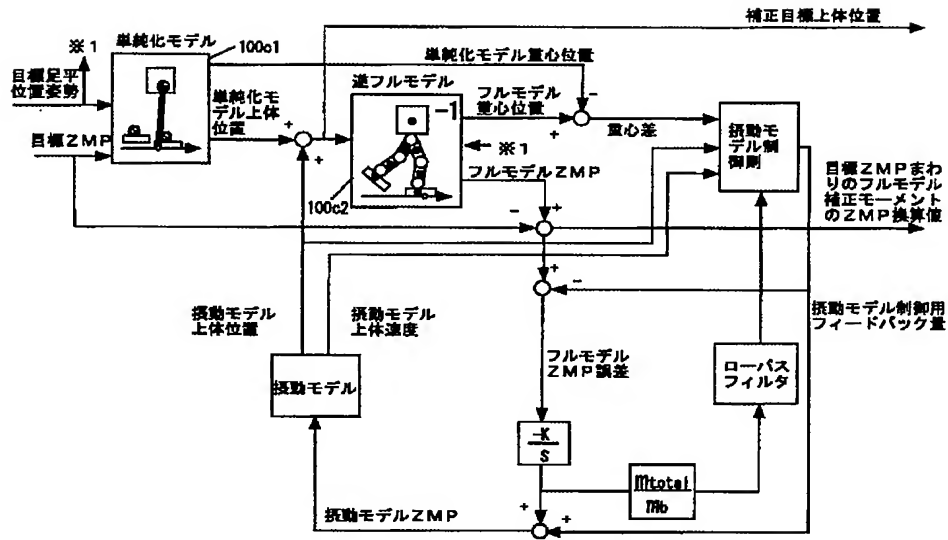 補正目標上体位置
※1
単純化モデル
100c1
単純化モデル重心位置
目標足平
位置姿勢
逆フルモデル
単純化モ
デル上体
位置
フルモデル
重心位置
-1
重心差
摂動モ
デル制
御則
目標ZMP
※1
フルモデルZMP
100c2
目標ZMPまわ
りのフルモデル
補正モーメント
のZMP換算値
摂動モデル
上体位置
摂動モデル
上体速度
摂動モデル制御用
フィードバック量
フルモデル
ZMP誤差
ローパス
フィルタ
摂動モデル
-K
S
mtotal
mb
摂動モデルZMP